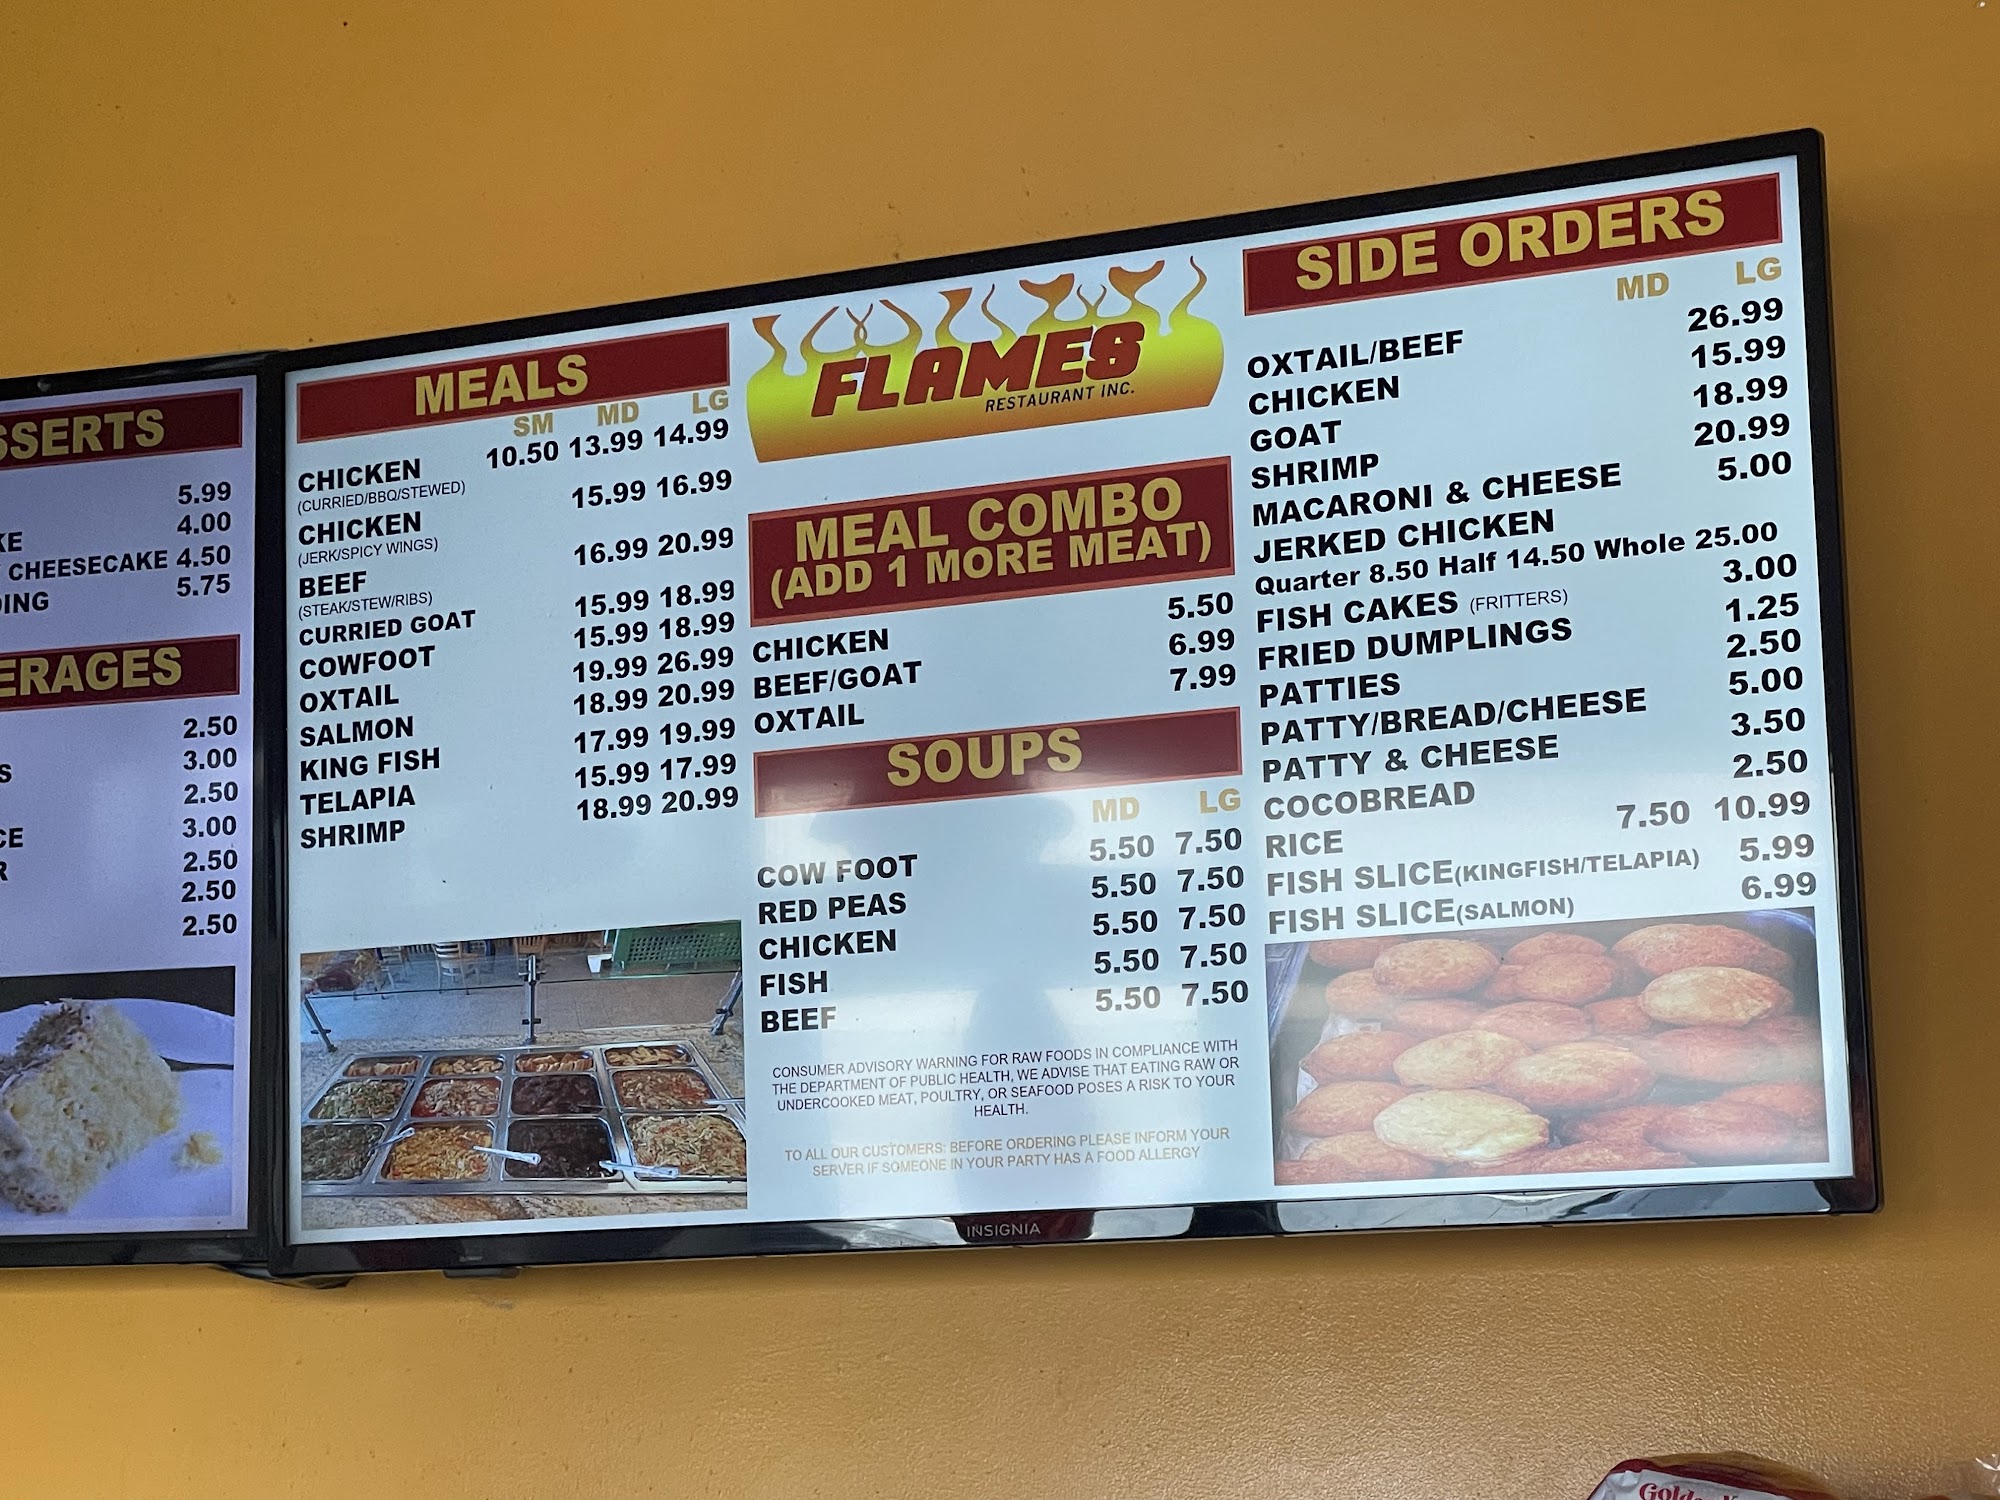 SSERTS
5.99
KE 4.00
CHEESECAKE 4.50
DING 5.75
ERAGES
2.50
S 3.00
2.50
CE 3.00
R 2.50
2.50
2.50
MEALS
SM MD LG
CHICKEN 10.50 13.99 14.99
(CURRIED/BBQ/STEWED)
CHICKEN 15.99 16.99
(JERK/SPICY WINGS)
BEEF 16.99 20.99
(STEAK/STEW/RIBS)
CURRIED GOAT 15.99 18.99
COWFOOT 15.99 18.99
OXTAIL 19.99 26.99
SALMON 18.99 20.99
KING FISH 17.99 19.99
TELAPIA 15.99 17.99
SHRIMP 18.99 20.99
FLAMES
RESTAURANT INC.
MEAL COMBO
(ADD 1 MORE MEAT)
CHICKEN 5.50
BEEF/GOAT 6.99
OXTAIL 7.99
SOUPS
MD LG
COW FOOT 5.50 7.50
RED PEAS 5.50 7.50
CHICKEN 5.50 7.50
FISH 5.50 7.50
BEEF 5.50 7.50
CONSUMER ADVISORY WARNING FOR RAW FOODS IN COMPLIANCE WITH
THE DEPARTMENT OF PUBLIC HEALTH, WE ADVISE THAT EATING RAW OR
UNDERCOOKED MEAT, POULTRY, OR SEAFOOD POSES A RISK TO YOUR
HEALTH.
TO ALL OUR CUSTOMERS: BEFORE ORDERING PLEASE INFORM YOUR
SERVER IF SOMEONE IN YOUR PARTY HAS A FOOD ALLERGY
SIDE ORDERS
MD LG
OXTAIL/BEEF 26.99
CHICKEN 15.99
GOAT 18.99
SHRIMP 20.99
MACARONI & CHEESE 5.00
JERKED CHICKEN
Quarter 8.50 Half 14.50 Whole 25.00
FISH CAKES (FRITTERS) 3.00
FRIED DUMPLINGS 1.25
PATTIES 2.50
PATTY/BREAD/CHEESE 5.00
PATTY & CHEESE 3.50
COCOBREAD 2.50
RICE 7.50 10.99
FISH SLICE(KINGFISH/TELAPIA) 5.99
FISH SLICE(SALMON) 6.99
INSIGNIA